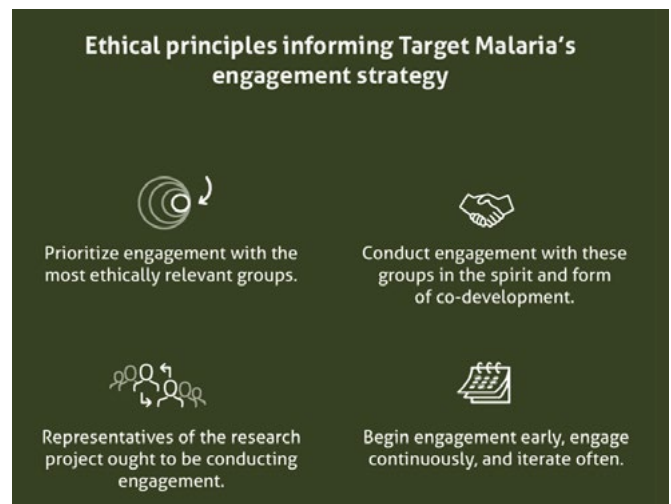 Ethical principles informing Target Malaria's
engagement strategy
Prioritize engagement with the
most ethically relevant groups.
Conduct engagement with these
groups in the spirit and form
of co-development.
Representatives of the research
project ought to be conducting
engagement.
Begin engagement early, engage
continuously, and iterate often.